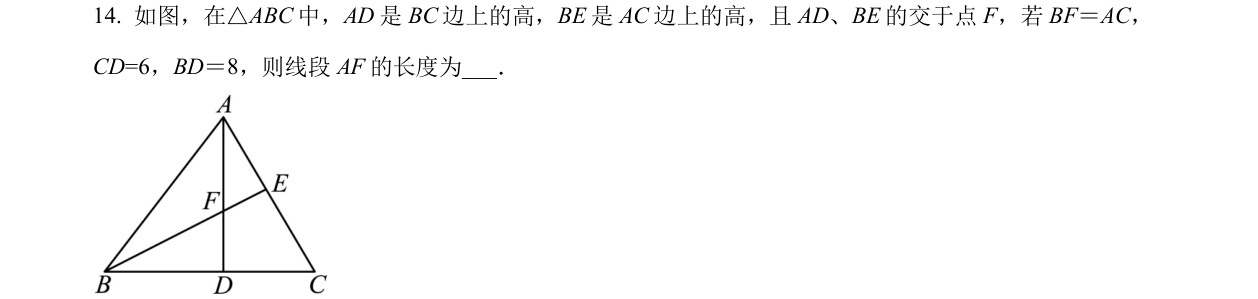 14. 如图，在△ABC中，AD是BC边上的高，BE是AC边上的高，且AD、BE的交于点F，若BF＝AC，
CD=6，BD＝8，则线段AF的长度为___．
A
E
F
B
D
C